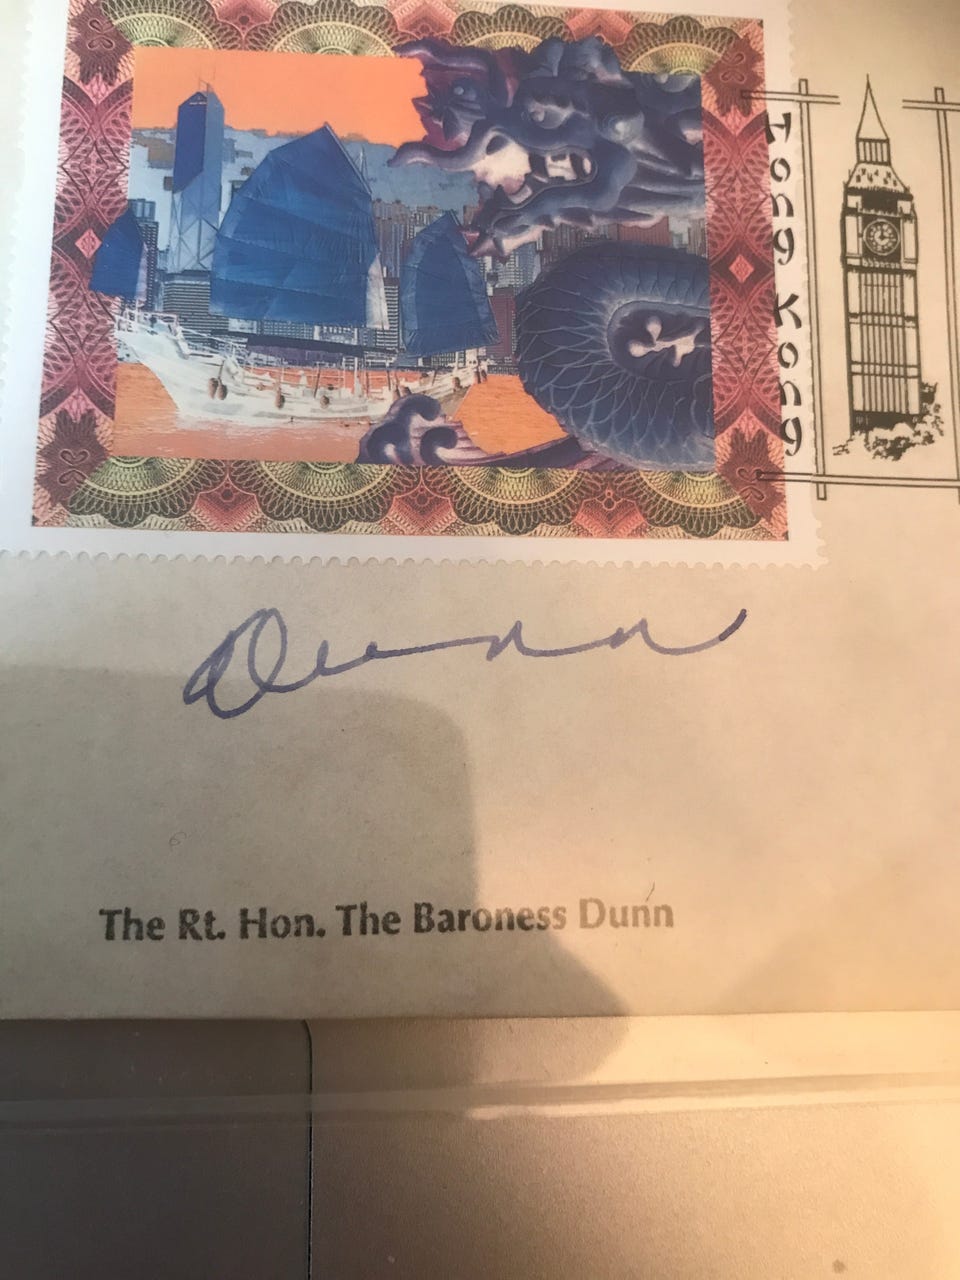 Hong Kong
Dunn
The Rt. Hon. The Baroness Dunn